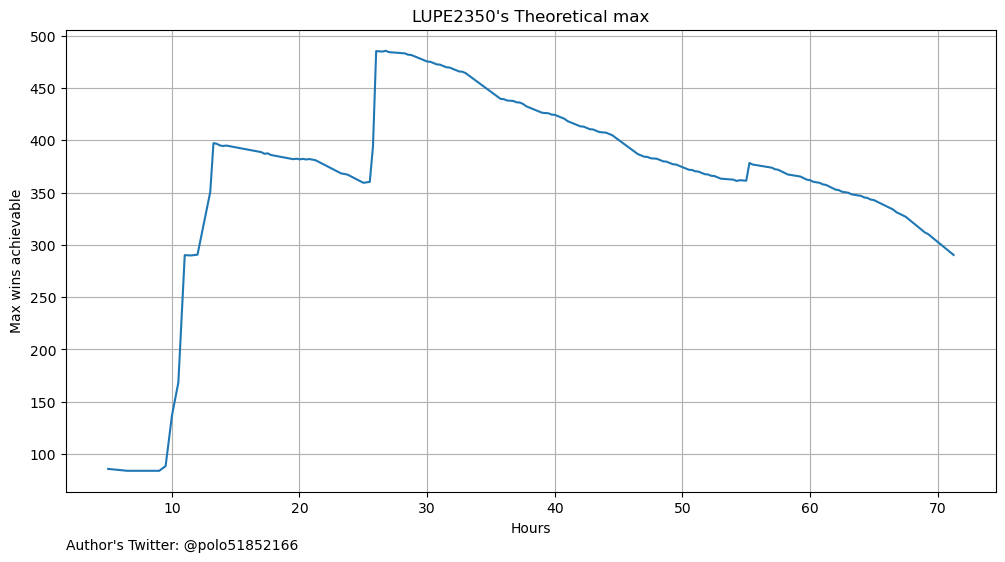 LUPE2350's Theoretical max
500
450
400
350
300
250
200
150
100
Max wins achievable
10 20 30 40 50 60 70
Hours
Author's Twitter: @polo51852166